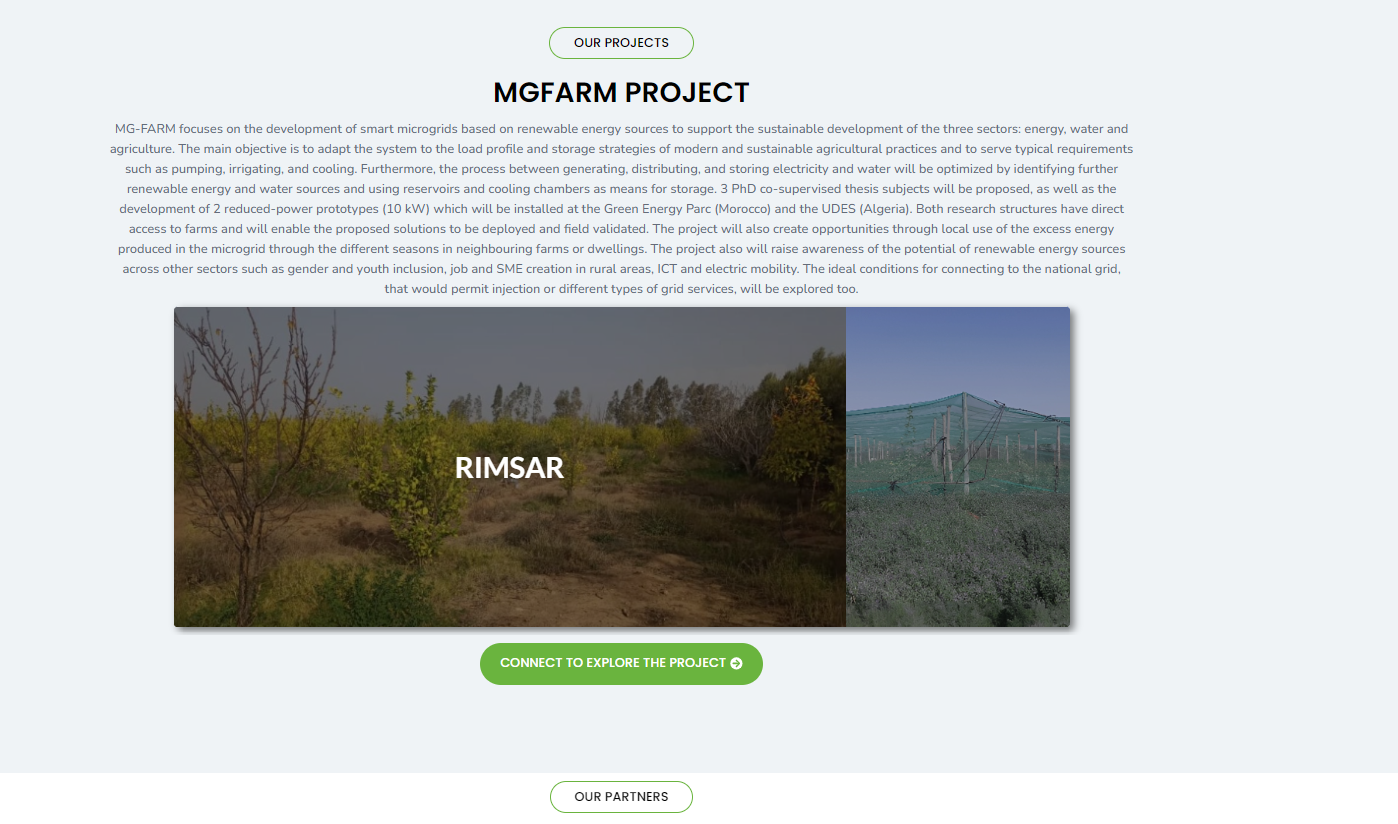 OUR PROJECTS
MGFARM PROJECT
MG-FARM focuses on the development of smart microgrids based on renewable energy sources to support the sustainable development of the three sectors: energy, water and
agriculture. The main objective is to adapt the system to the load profile and storage strategies of modern and sustainable agricultural practices and to serve typical requirements
such as pumping, irrigating, and cooling. Furthermore, the process between generating, distributing, and storing electricity and water will be optimized by identifying further
renewable energy and water sources and using reservoirs and cooling chambers as means for storage. 3 PhD co-supervised thesis subjects will be proposed, as well as the
development of 2 reduced-power prototypes (10 kW) which will be installed at the Green Energy Parc (Morocco) and the UDES (Algeria). Both research structures have direct
access to farms and will enable the proposed solutions to be deployed and field validated. The project will also create opportunities through local use of the excess energy
produced in the microgrid through the different seasons in neighbouring farms or dwellings. The project also will raise awareness of the potential of renewable energy sources
across other sectors such as gender and youth inclusion, job and SME creation in rural areas, ICT and electric mobility. The ideal conditions for connecting to the national grid,
that would permit injection or different types of grid services, will be explored too.
RIMSAR
CONNECT TO EXPLORE THE PROJECT
OUR PARTNERS